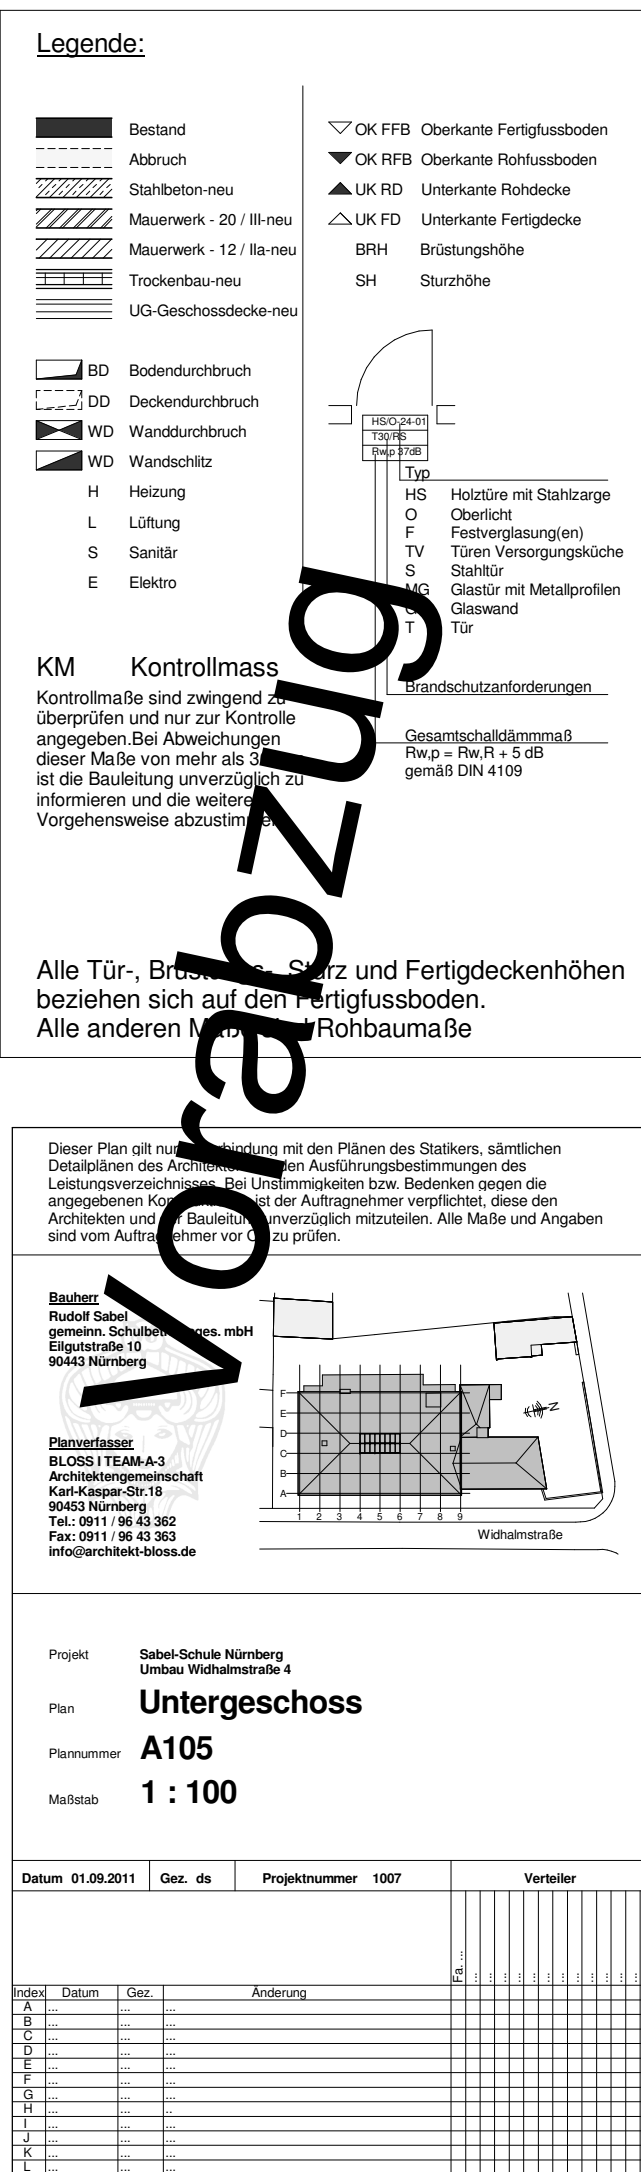 Legende:
Bestand
Abbruch
Stahlbeton-neu
Mauerwerk - 20 / III-neu
Mauerwerk - 12 / IIa-neu
Trockenbau-neu
UG-Geschossdecke-neu
BD Bodendurchbruch
DD Deckendurchbruch
WD Wanddurchbruch
WD Wandschlitz
H Heizung
L Lüftung
S Sanitär
E Elektro
OK FFB Oberkante Fertigfussboden
OK RFB Oberkante Rohfussboden
UK RD Unterkante Rohdecke
UK FD Unterkante Fertigdecke
BRH Brüstungshöhe
SH Sturzhöhe
HS/O-24-01
T30/RS
Rw,p 37dB
Typ
HS Holztüre mit Stahlzarge
O Oberlicht
F Festverglasung(en)
TV Türen Versorgungsküche
S Stahltür
MG Glastür mit Metallprofilen
Glaswand
T Tür
Brandschutzanforderungen
Gesamtschalldämmmaß
Rw,p = Rw,R + 5 dB
gemäß DIN 4109
KM Kontrollmass
Kontrollmaße sind zwingend zu
überprüfen und nur zur Kontrolle
angegeben.Bei Abweichungen
dieser Maße von mehr als
ist die Bauleitung unverzüglich zu
informieren und die weitere
Vorgehensweise abzustimmen
Vorabzug
Alle Tür-, Sturz und Fertigdeckenhöhen
beziehen sich auf den Fertigfussboden.
Alle anderen Rohbaumaße
Dieser Plan gilt nur Verbindung mit den Plänen des Statikers, sämtlichen
Detailplänen des Architekten den Ausführungsbestimmungen des
Leistungsverzeichnisses. Bei Unstimmigkeiten bzw. Bedenken gegen die
angegebenen ist der Auftragnehmer verpflichtet, diese den
Architekten und der Bauleitung unverzüglich mitzuteilen. Alle Maße und Angaben
sind vom Auftragnehmer vor Ort zu prüfen.
Bauherr
Rudolf Sabel
gemeinn. mbH
Eilgutstraße 10
90443 Nürnberg
Planverfasser
BLOSS I TEAM-A-3
Architektengemeinschaft
Karl-Kaspar-Str.18
90453 Nürnberg
Tel.: 0911 / 96 43 362
Fax: 0911 / 96 43 363
info@architekt-bloss.de
F
E
D
C
B
A
1 2 3 4 5 6 7 8 9
N
Widhalmstraße
Projekt Sabel-Schule Nürnberg
Umbau Widhalmstraße 4
Plan Untergeschoss
Plannummer A105
Maßstab 1 : 100
Datum 01.09.2011 Gez. ds Projektnummer 1007 Verteiler
Fa. ... ... ... ... ... ... ... ... ... ... ... ... ...
Index Datum Gez. Änderung
A ... ... ...
B ... ... ...
C ... ... ...
D ... ... ...
E ... ... ...
F ... ... ...
G ... ... ...
H ... ... ..
I ... ... ...
J ... ... ...
K ... ... ...
L ... ... ...